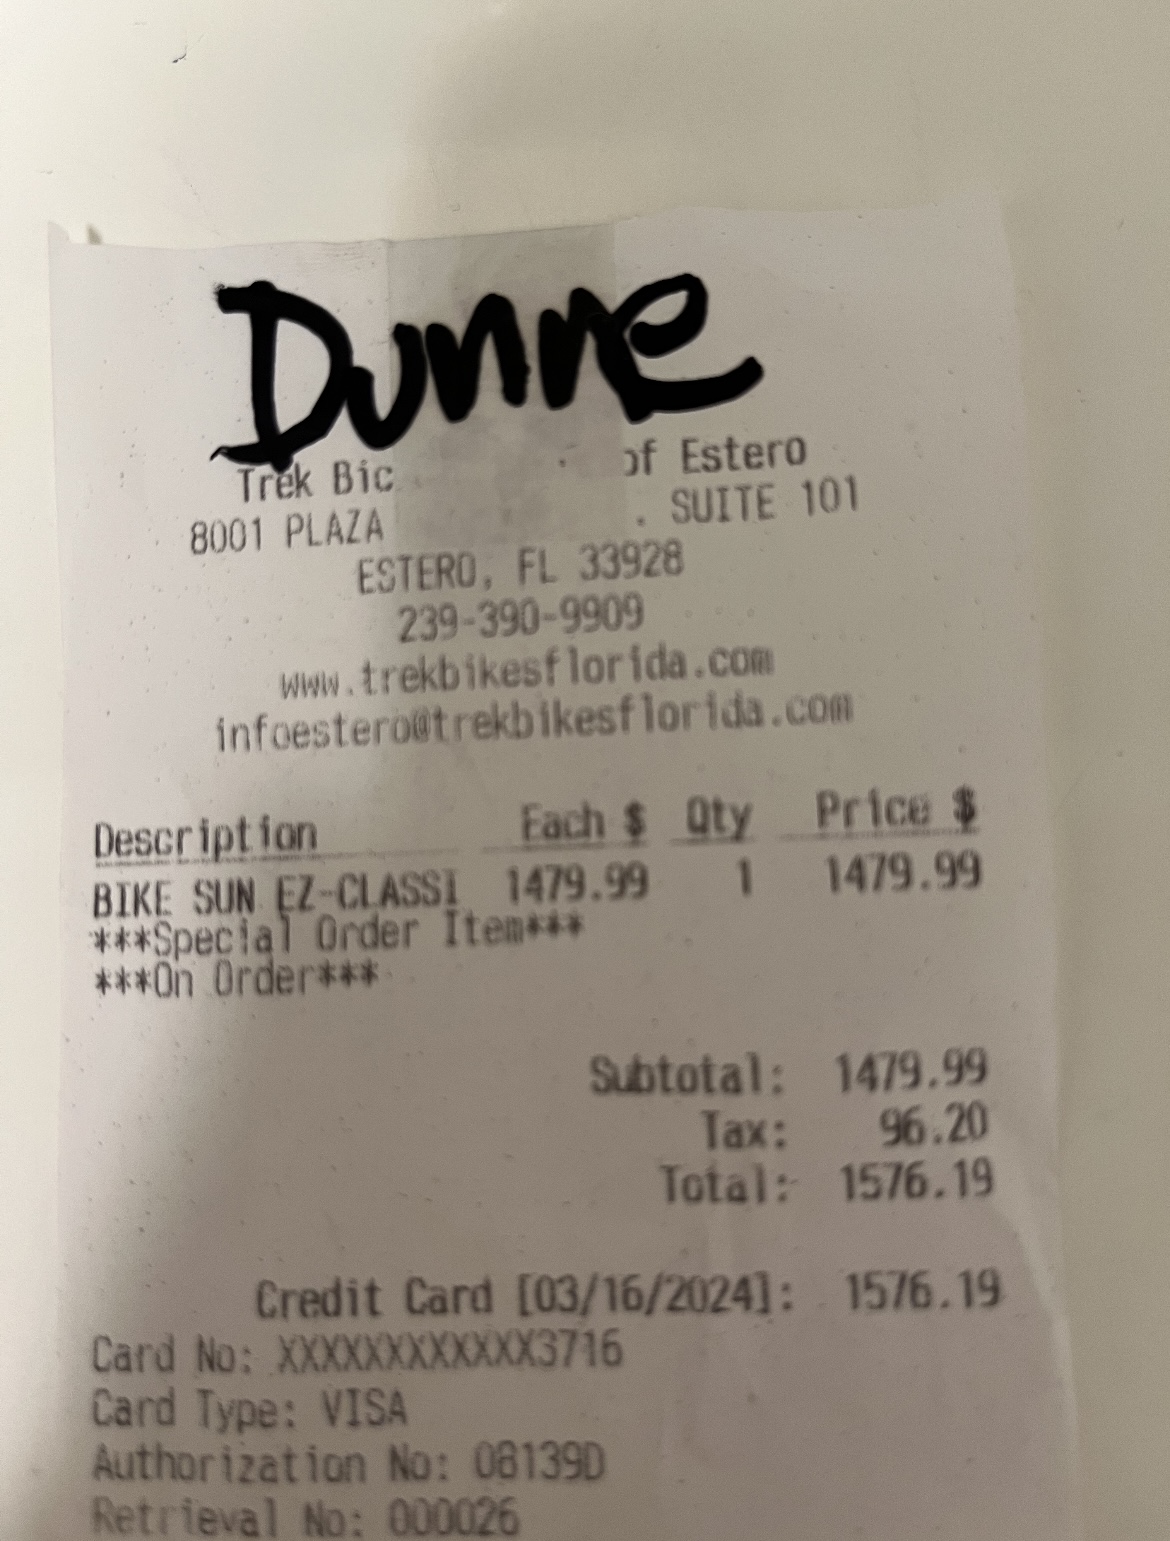 Dunne
Trek Bic of Estero
8001 PLAZA . SUITE 101
ESTERO, FL 33928
239-390-9909
www.trekbikesflorida.com
infoestero@trekbikesflorida.com
Description Each $ Qty Price $
BIKE SUN EZ-CLASSI 1479.99 1 1479.99
***Special Order Item***
***On Order***
Subtotal: 1479.99
Tax: 96.20
Total: 1576.19
Credit Card [03/16/2024]: 1576.19
Card No: XXXXXXXXXXXX3716
Card Type: VISA
Authorization No: 08139D
Retrieval No: 000026